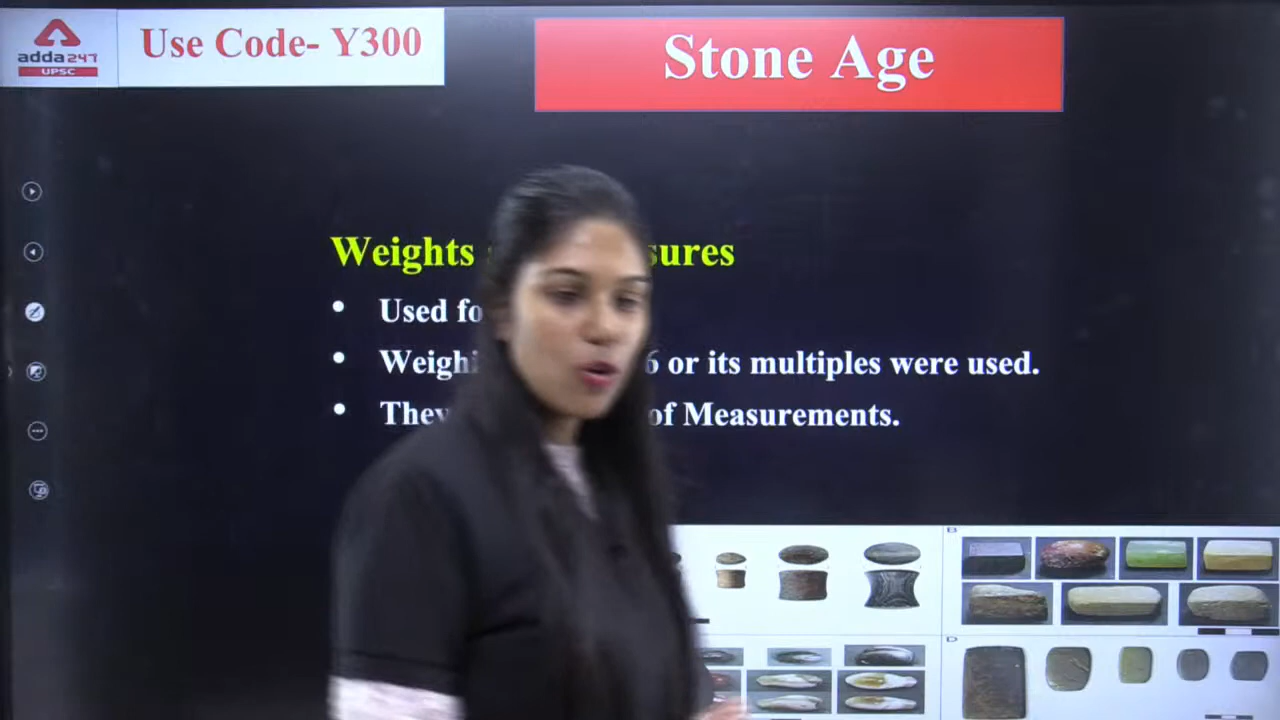 adda247
UPSC
Use Code- Y300
Stone Age
Weights sures
• Used fo
• Weighi 6 or its multiples were used.
• They of Measurements.
B
D